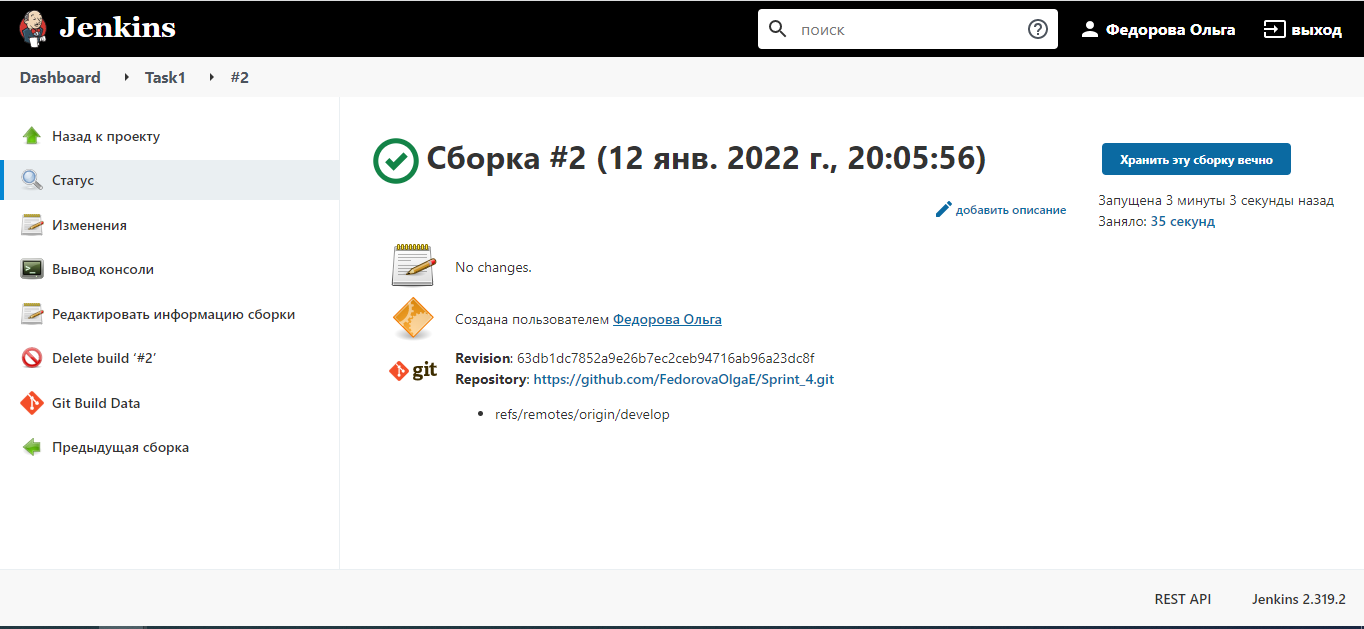 Jenkins
поиск
Федорова Ольга
выход
Dashboard
Task1
#2
Назад к проекту
Статус
Изменения
Вывод консоли
Редактировать информацию сборки
Delete build ‘#2’
Git Build Data
Предыдущая сборка
Сборка #2 (12 янв. 2022 г., 20:05:56)
Хранить эту сборку вечно
добавить описание
Запущена 3 минуты 3 секунды назад
Заняло: 35 секунд
No changes.
Создана пользователем Федорова Ольга
git
Revision: 63db1dc7852a9e26b7ec2ceb94716ab96a23dc8f
Repository: https://github.com/FedorovaOlgaE/Sprint_4.git
refs/remotes/origin/develop
REST API
Jenkins 2.319.2